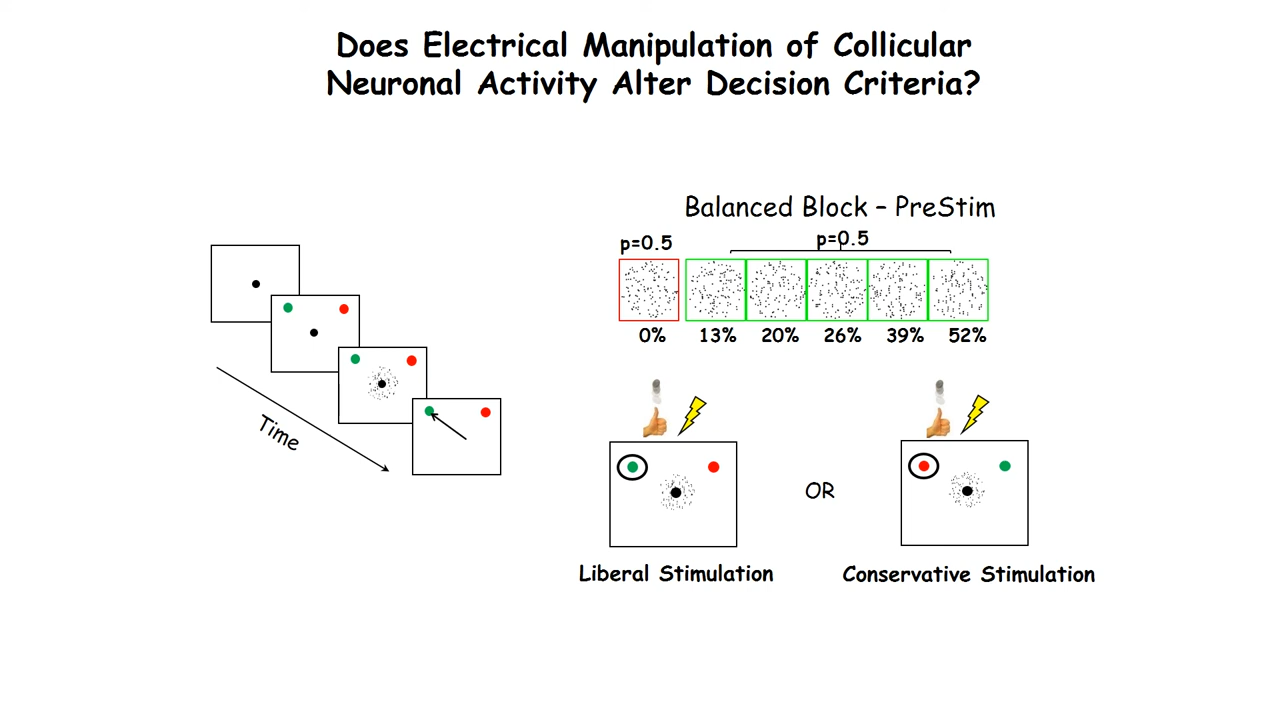 Does Electrical Manipulation of Collicular
Neuronal Activity Alter Decision Criteria?
Balanced Block – PreStim
p=0.5
p=0.5
0%
13%
20%
26%
39%
52%
Time
OR
Liberal Stimulation
Conservative Stimulation